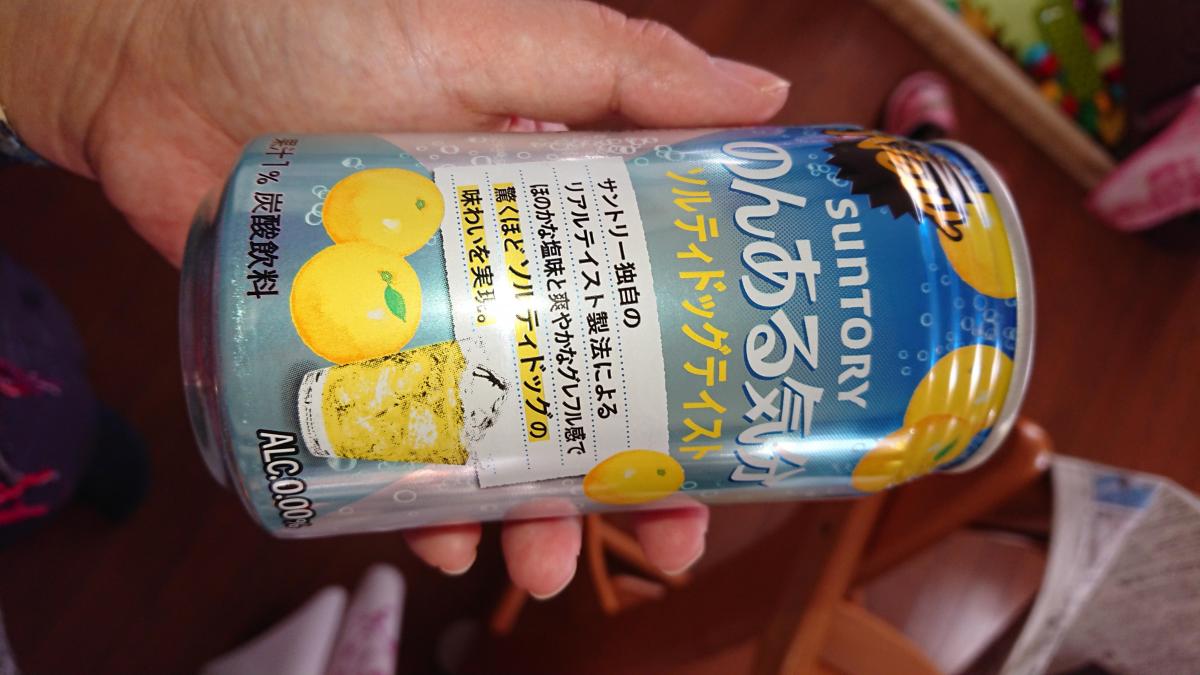 SUNTORY
のんある気分
ソルティドッグテイスト
サントリー独自の
リアルテイスト製法による
ほのかな塩味と爽やかなグレフル感で
驚くほどソルティドッグの
味わいを実現。
果汁1% 炭酸飲料
ALC.0.00%